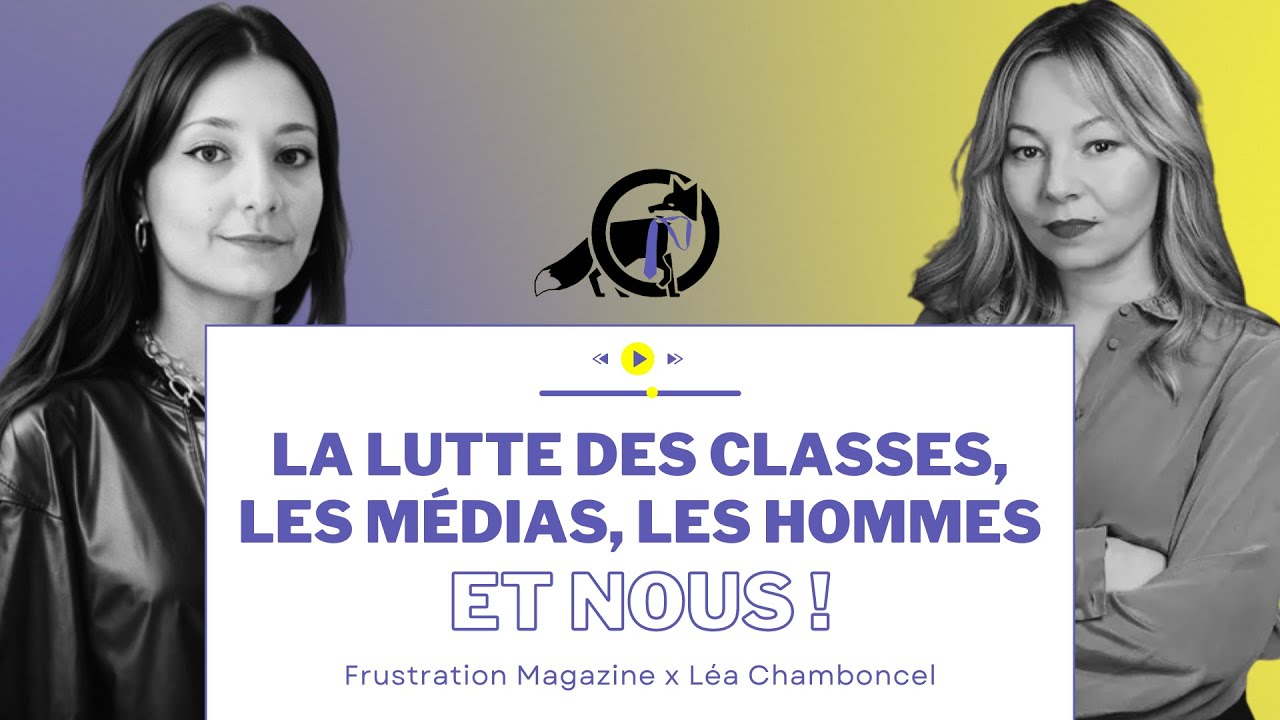 LA LUTTE DES CLASSES,
LES MÉDIAS, LES HOMMES
ET NOUS !
Frustration Magazine x Léa Chamboncel